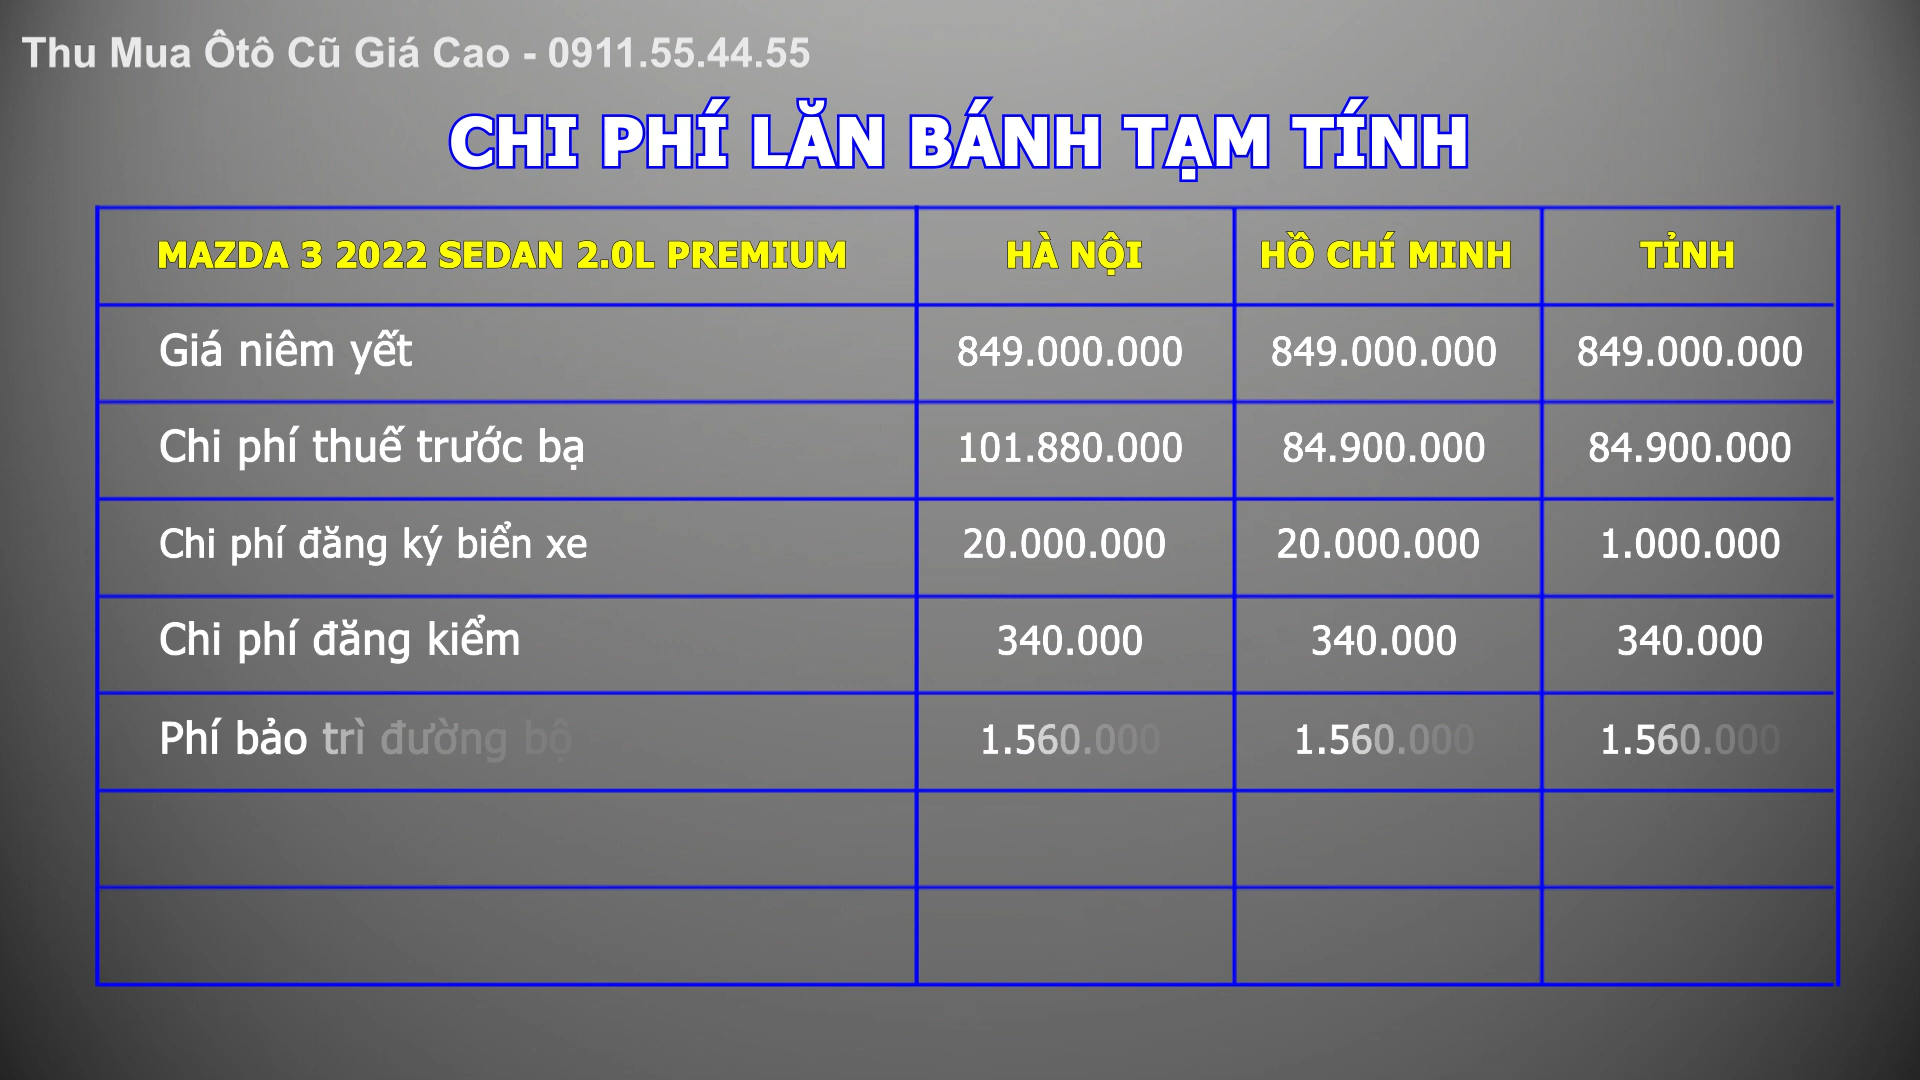 Thu Mua Ôtô Cũ Giá Cao - 0911.55.44.55
CHI PHÍ LĂN BÁNH TẠM TÍNH
MAZDA 3 2022 SEDAN 2.0L PREMIUM HÀ NỘI HỒ CHÍ MINH TỈNH
Giá niêm yết 849.000.000 849.000.000 849.000.000
Chi phí thuế trước bạ 101.880.000 84.900.000 84.900.000
Chi phí đăng ký biển xe 20.000.000 20.000.000 1.000.000
Chi phí đăng kiểm 340.000 340.000 340.000
Phí bảo trì đường bộ 1.560.000 1.560.000 1.560.000